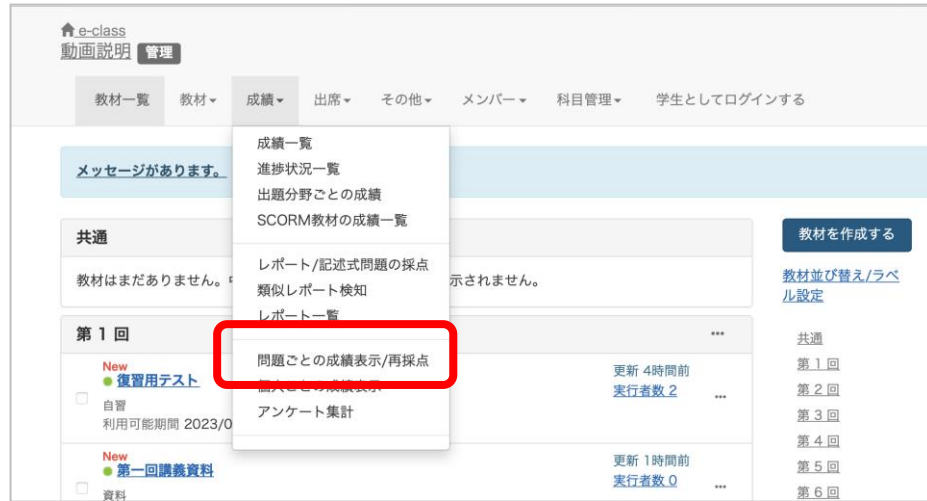 e-class
動画説明 管理
教材一覧 教材 成績 出席 その他 メンバー 科目管理 学生としてログインする
成績一覧
進捗状況一覧
出題分野ごとの成績
SCORM教材の成績一覧
レポート/記述式問題の採点
類似レポート検知
レポート一覧
問題ごとの成績表示/再採点
個人ごとの成績表示
アンケート集計
メッセージがあります。
共通
教材はまだありません。 示されません。
第 1 回
New
復習用テスト
自習
利用可能期間 2023/0
更新 4時間前
実行者数 2
New
第一回講義資料
資料
更新 1時間前
実行者数 0
教材を作成する
教材並び替え/ラベ
ル設定
共通
第 1 回
第 2 回
第 3 回
第 4 回
第 5 回
第 6 回